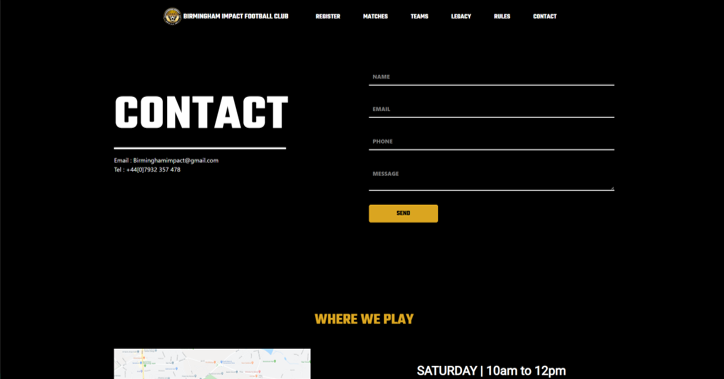 BIRMINGHAM IMPACT FOOTBALL CLUB REGISTER MATCHES TEAMS LEGACY RULES CONTACT
CONTACT
Email : Birminghamimpact@gmail.com
Tel : +44(0)7932 357 478
NAME
EMAIL
PHONE
MESSAGE
SEND
WHERE WE PLAY
SATURDAY | 10am to 12pm